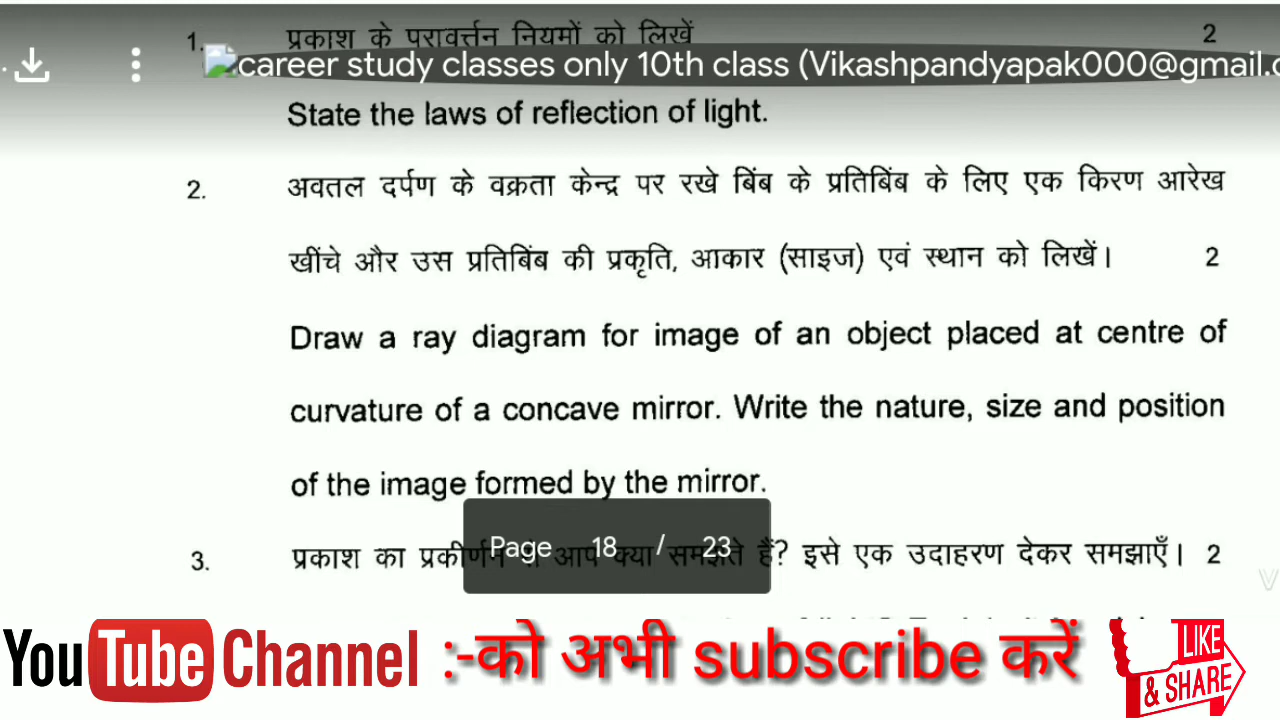 1. प्रकाश के परावर्त्तन नियमों को लिखें 2
career study classes only 10th class (Vikashpandyapak000@gmail.c
State the laws of reflection of light.
2. अवतल दर्पण के वक्रता केन्द्र पर रखे बिंब के प्रतिबिंब के लिए एक किरण आरेख
खींचे और उस प्रतिबिंब की प्रकृति, आकार (साइज) एवं स्थान को लिखें। 2
Draw a ray diagram for image of an object placed at centre of
curvature of a concave mirror. Write the nature, size and position
of the image formed by the mirror.
Page 18 / 23
3. प्रकाश का प्रकीर्णन से आप क्या समझते हैं? इसे एक उदाहरण देकर समझाएँ। 2
YouTube Channel :-को अभी subscribe करें
LIKE
& SHARE